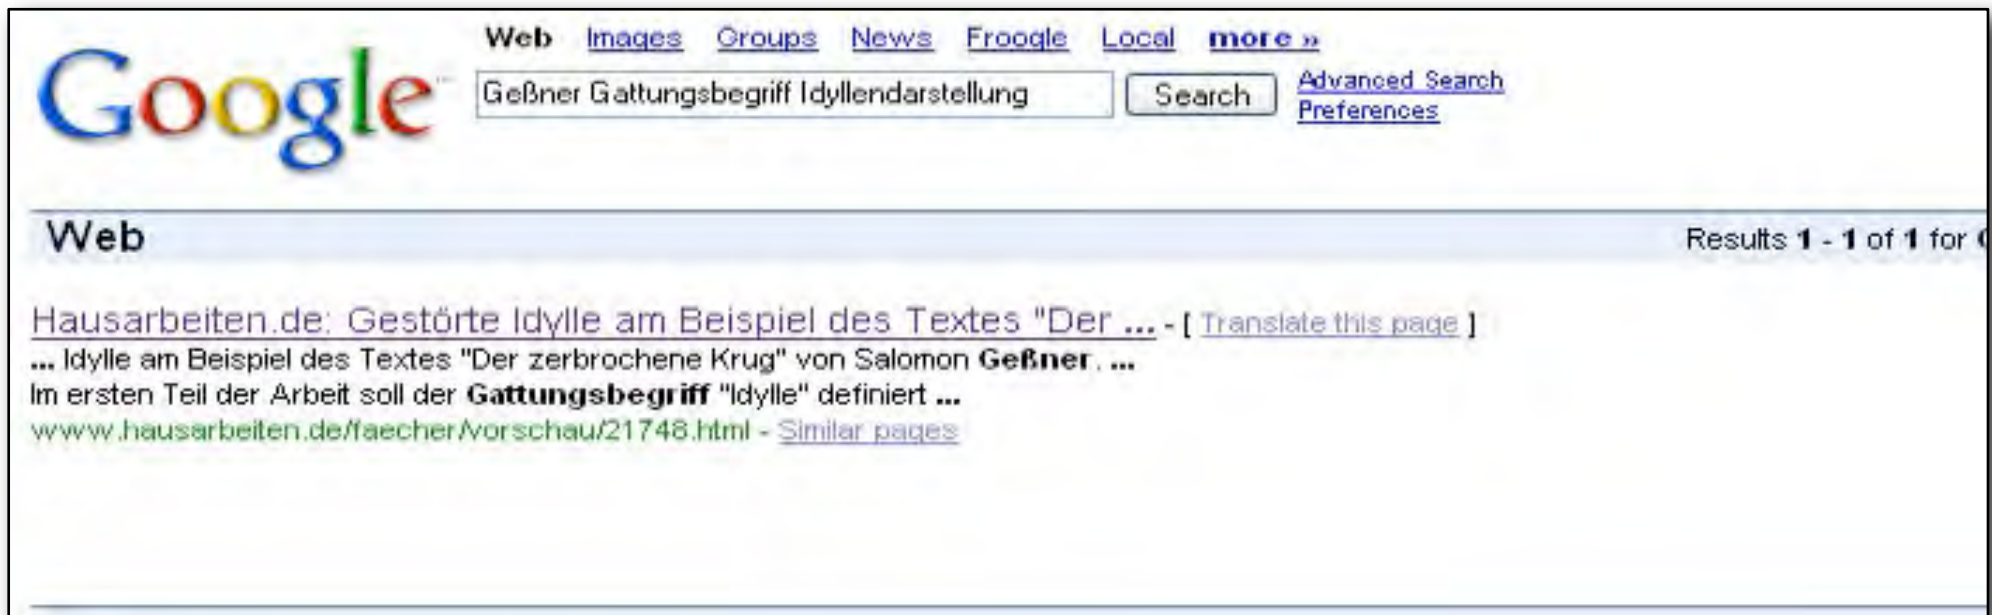 Google™
Web Images Groups News Froogle Local more »
Geßner Gattungsbegriff Idyllendarstellung Search Advanced Search
Preferences
Web Results 1 - 1 of 1 for
Hausarbeiten.de: Gestörte Idylle am Beispiel des Textes "Der ... - [ Translate this page ]
... Idylle am Beispiel des Textes "Der zerbrochene Krug" von Salomon Geßner. ...
Im ersten Teil der Arbeit soll der Gattungsbegriff "Idylle" definiert ...
www.hausarbeiten.de/faecher/vorschau/21748.html - Similar pages